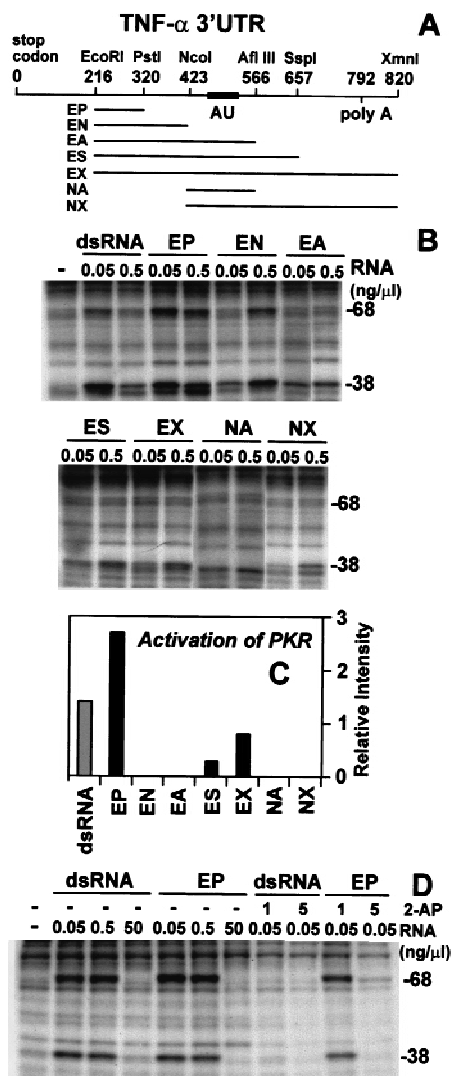 TNF-α 3'UTR A
stop
codon EcoRI PstI NcoI Afl III SspI XmnI
0 216 320 423 566 657 792 820
EP AU poly A
EN
EA
ES
EX
NA
NX
B
dsRNA EP EN EA
- 0.05 0.5 0.05 0.5 0.05 0.5 0.05 0.5 RNA
(ng/µl)
-68
-38
ES EX NA NX
0.05 0.5 0.05 0.5 0.05 0.5 0.05 0.5
-68
-38
Activation of PKR
C
3
2
1
0
Relative Intensity
dsRNA EP EN EA ES EX NA NX
D
dsRNA EP dsRNA EP
- - - - - - - 1 5 1 5 2-AP
- 0.05 0.5 50 0.05 0.5 50 0.05 0.05 0.05 0.05 RNA
(ng/µl)
-68
-38